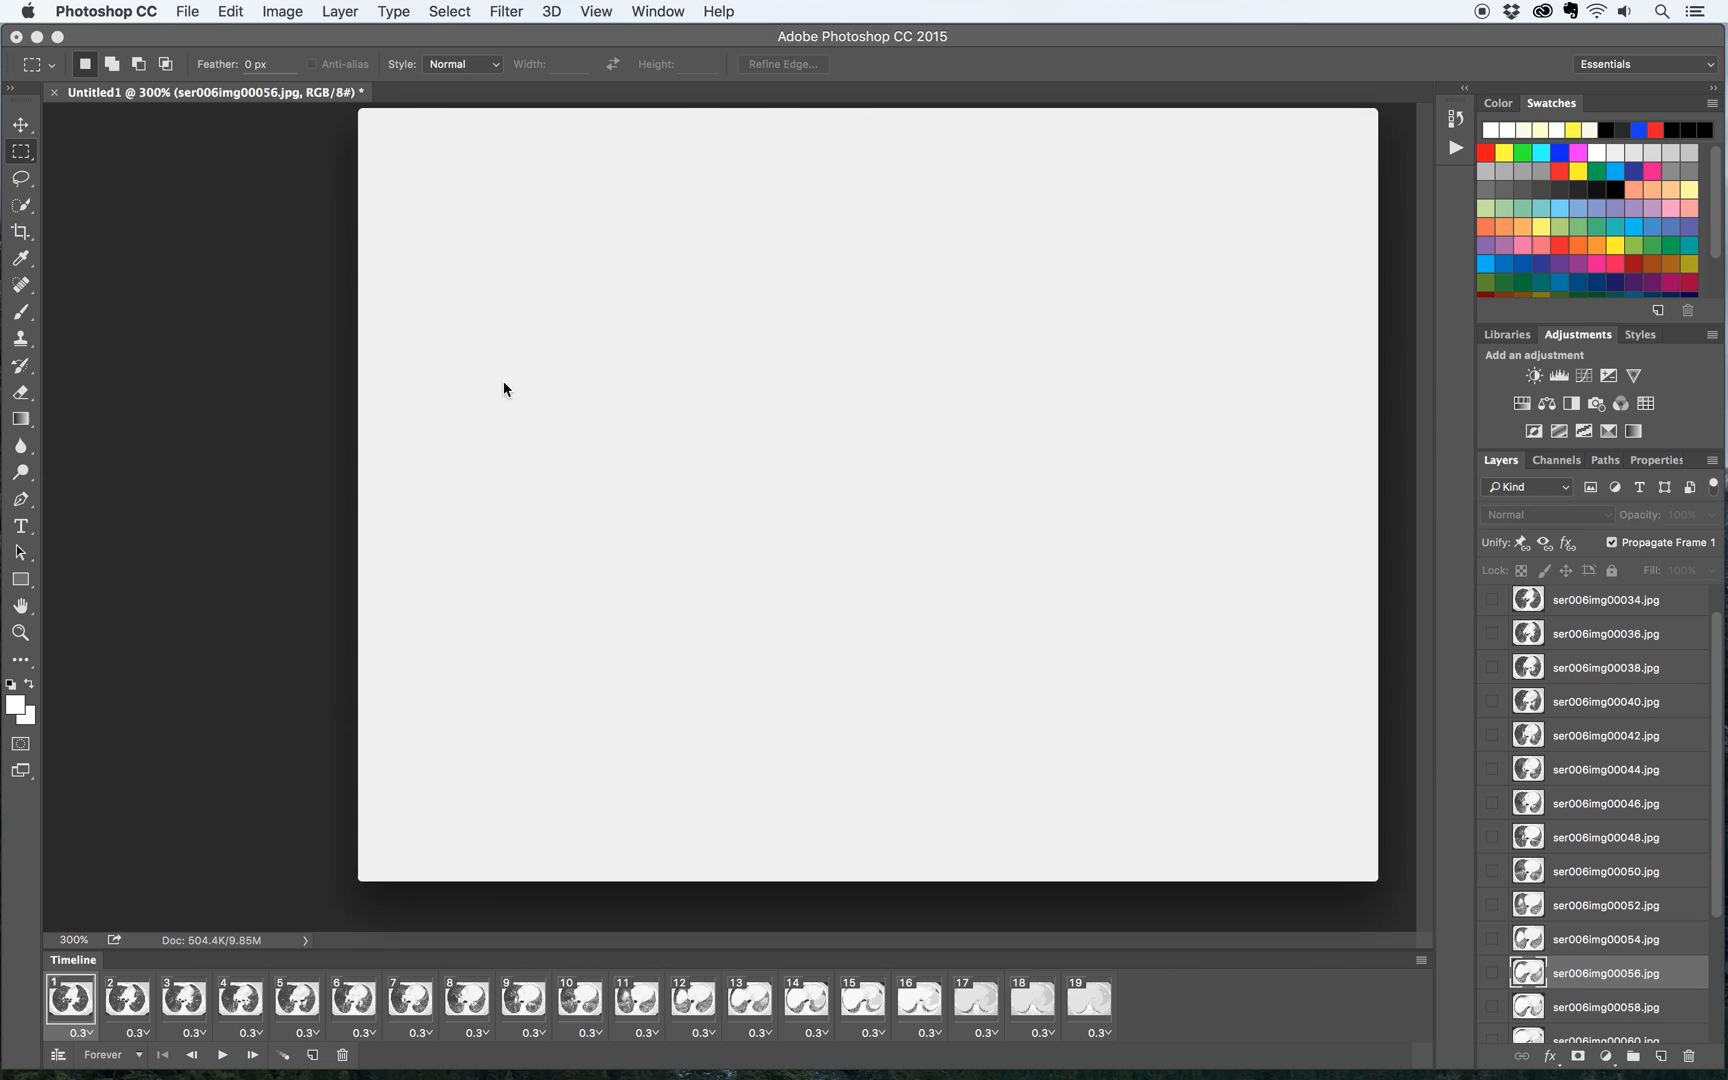 Photoshop CC File Edit Image Layer Type Select Filter 3D View Window Help
Adobe Photoshop CC 2015
Feather: 0 px Anti-alias Style: Normal Width: Height: Refine Edge... Essentials
Untitled1 @ 300% (ser006img00056.jpg, RGB/8#) *
Color Swatches
Libraries Adjustments Styles
Add an adjustment
Layers Channels Paths Properties
Kind
Normal Opacity: 100%
Unify: Propagate Frame 1
Lock: Fill: 100%
ser006img00034.jpg
ser006img00036.jpg
ser006img00038.jpg
ser006img00040.jpg
ser006img00042.jpg
ser006img00044.jpg
ser006img00046.jpg
ser006img00048.jpg
ser006img00050.jpg
ser006img00052.jpg
ser006img00054.jpg
ser006img00056.jpg
ser006img00058.jpg
ser006img00060.jpg
300% Doc: 504.4K/9.85M
Timeline
1 2 3 4 5 6 7 8 9 10 11 12 13 14 15 16 17 18 19
0.3 0.3 0.3 0.3 0.3 0.3 0.3 0.3 0.3 0.3 0.3 0.3 0.3 0.3 0.3 0.3 0.3 0.3 0.3
Forever